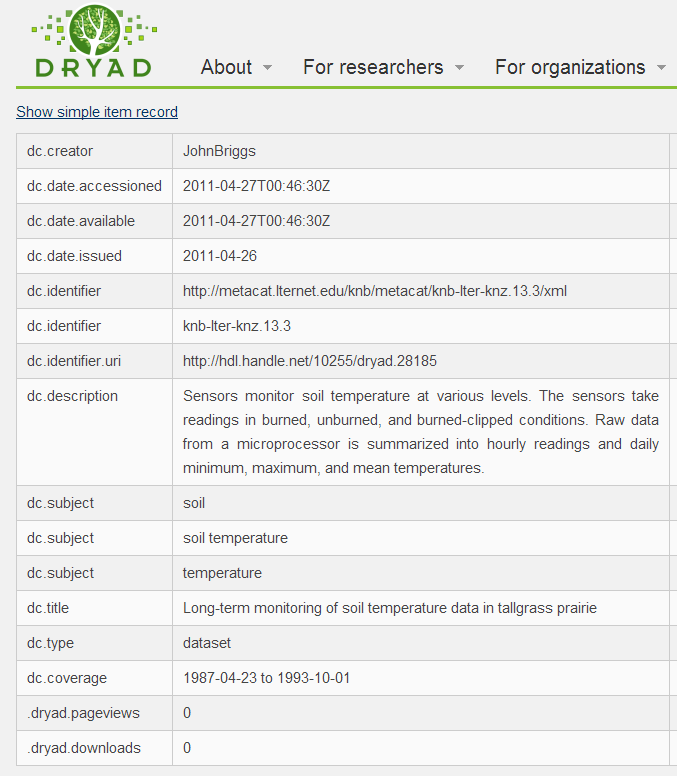 DRYAD
About For researchers For organizations
Show simple item record
dc.creator JohnBriggs
dc.date.accessioned 2011-04-27T00:46:30Z
dc.date.available 2011-04-27T00:46:30Z
dc.date.issued 2011-04-26
dc.identifier http://metacat.lternet.edu/knb/metacat/knb-lter-knz.13.3/xml
dc.identifier knb-lter-knz.13.3
dc.identifier.uri http://hdl.handle.net/10255/dryad.28185
dc.description Sensors monitor soil temperature at various levels. The sensors take
readings in burned, unburned, and burned-clipped conditions. Raw data
from a microprocessor is summarized into hourly readings and daily
minimum, maximum, and mean temperatures.
dc.subject soil
dc.subject soil temperature
dc.subject temperature
dc.title Long-term monitoring of soil temperature data in tallgrass prairie
dc.type dataset
dc.coverage 1987-04-23 to 1993-10-01
.dryad.pageviews 0
.dryad.downloads 0